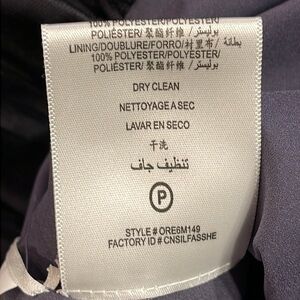 100% POLYESTER/POLYESTER/
POLIÉSTER/ 聚酯纤维 /بوليستر
LINING/DOUBLURE/FORRO/衬里布/بطانة
100% POLYESTER/POLYESTER/
POLIÉSTER/ 聚酯纤维 /بوليستر
DRY CLEAN
NETTOYAGE A SEC
LAVAR EN SECO
干洗
تنظيف جاف
P
STYLE # ORE6M149
FACTORY ID # CNSILFASSHE